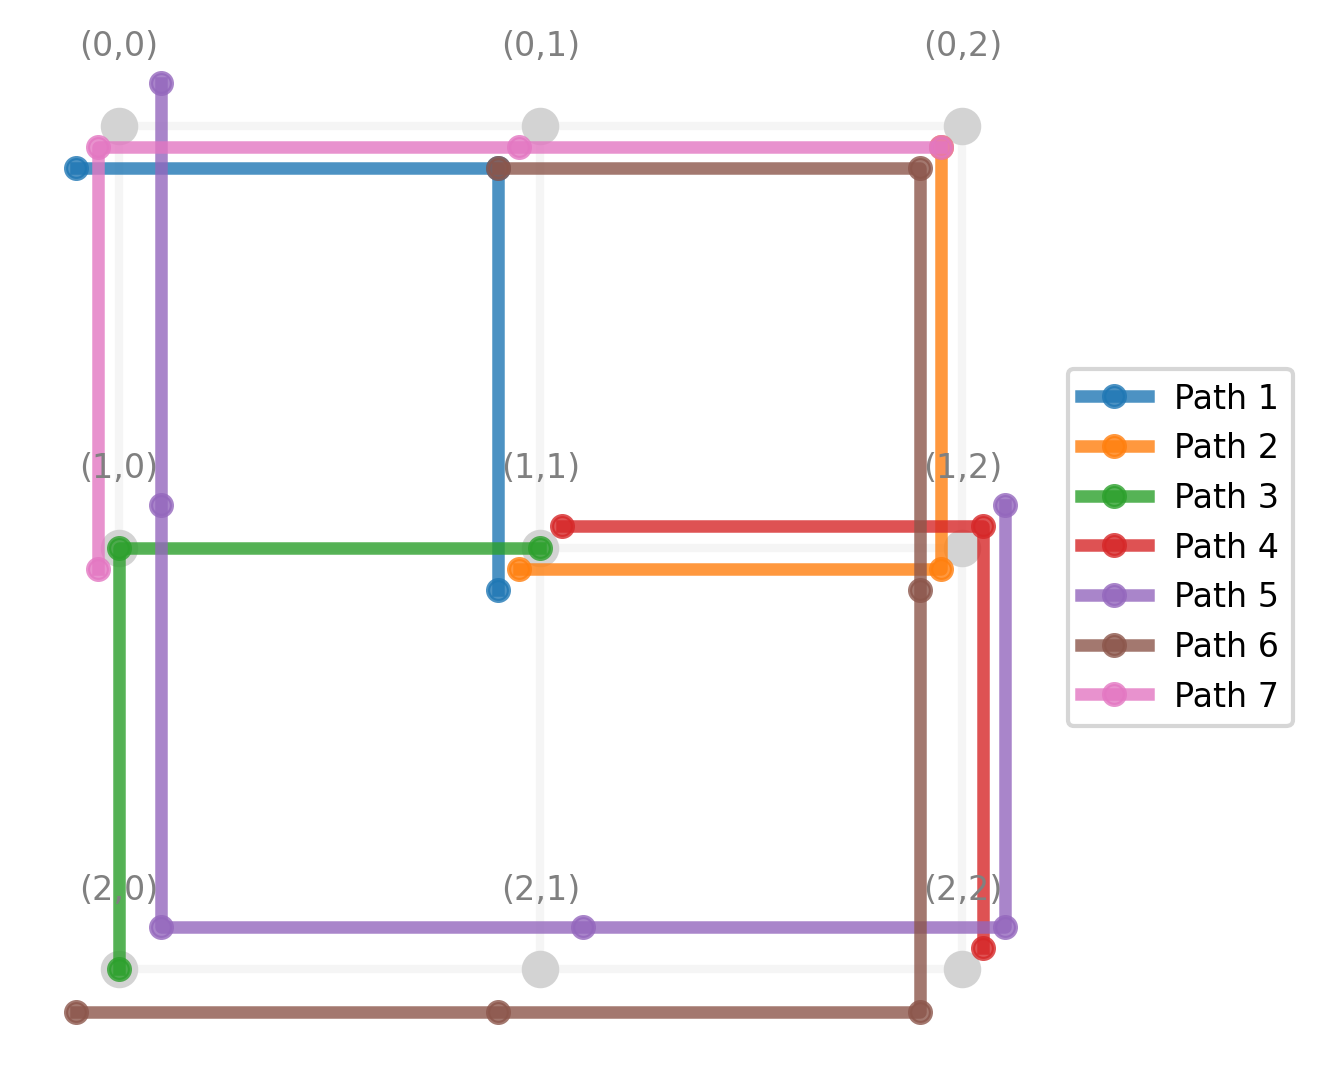 (0,0)
(0,1)
(0,2)
(1,0)
(1,1)
(1,2)
(2,0)
(2,1)
(2,2)
Path 1
Path 2
Path 3
Path 4
Path 5
Path 6
Path 7